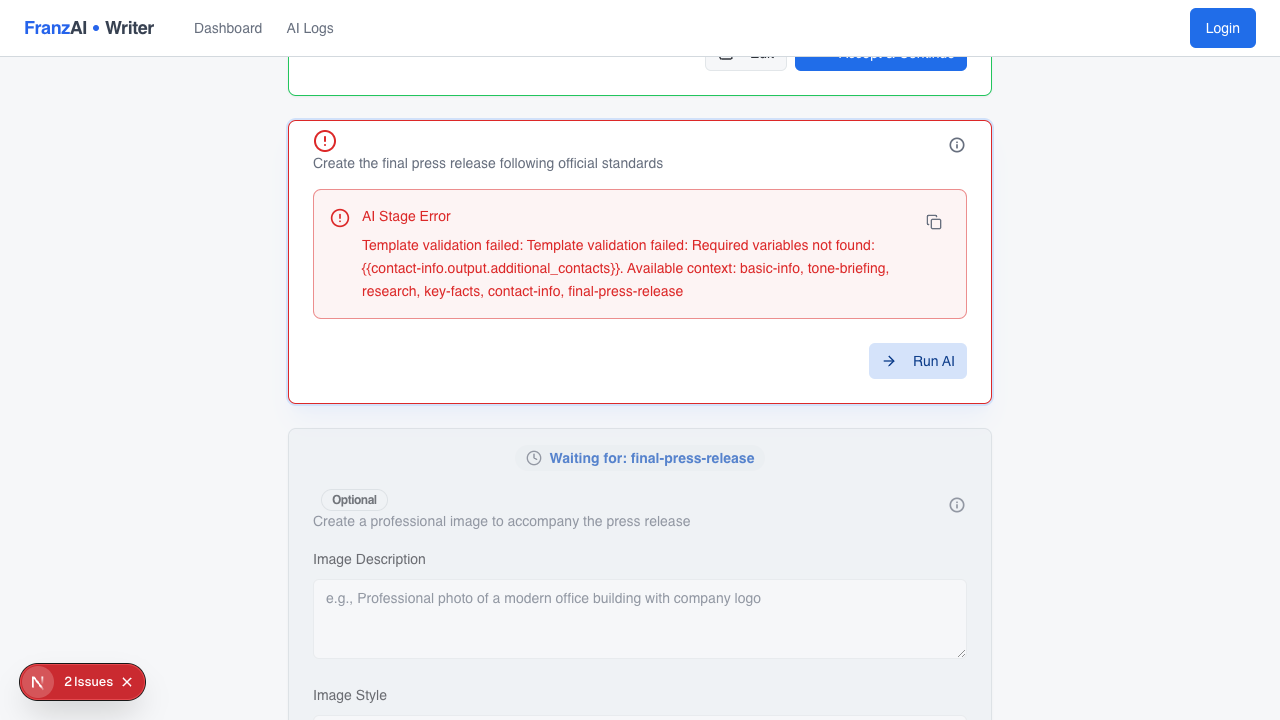 FranzAI • Writer
Dashboard
AI Logs
Login
Edit
Accept & Continue
Create the final press release following official standards
AI Stage Error
Template validation failed: Template validation failed: Required variables not found:
{{contact-info.output.additional_contacts}}. Available context: basic-info, tone-briefing,
research, key-facts, contact-info, final-press-release
Run AI
Waiting for: final-press-release
Optional
Create a professional image to accompany the press release
Image Description
e.g., Professional photo of a modern office building with company logo
2 Issues
Image Style